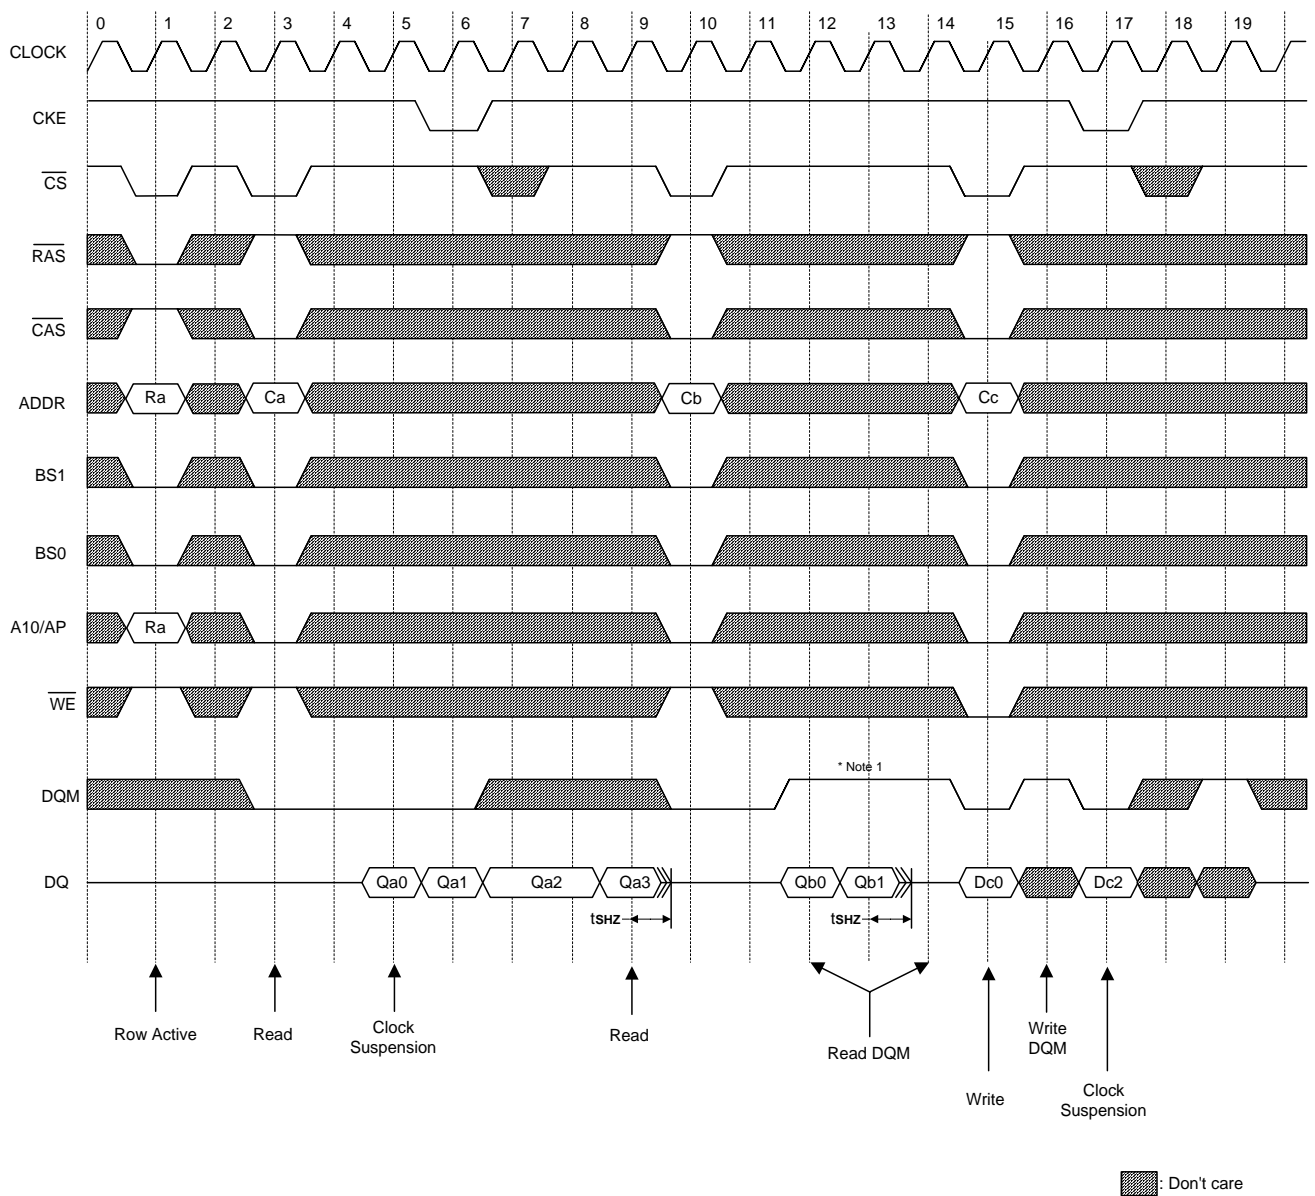 0 1 2 3 4 5 6 7 8 9 10 11 12 13 14 15 16 17 18 19
CLOCK
CKE
CS
RAS
CAS
ADDR Ra Ca Cb Cc
BS1
BS0
A10/AP Ra
WE
* Note 1
DQM
DQ Qa0 Qa1 Qa2 Qa3 Qb0 Qb1 Dc0 Dc2
tSHZ tSHZ
Row Active
Read
Clock
Suspension
Read
Read DQM
Write
DQM
Write
Clock
Suspension
: Don't care